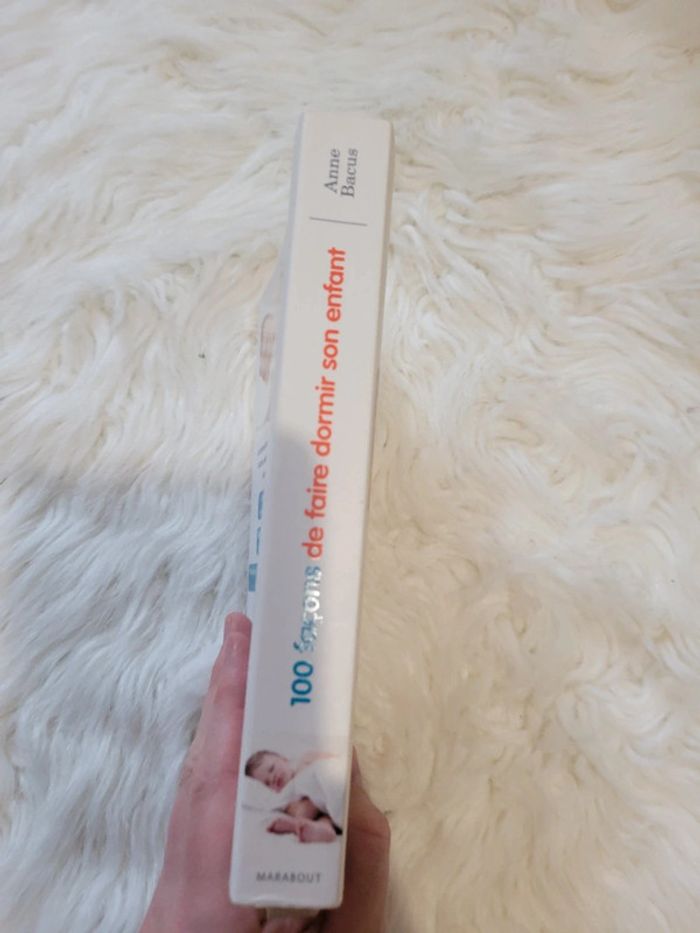 Anne
Bacus
100 façons de faire dormir son enfant
MARABOUT